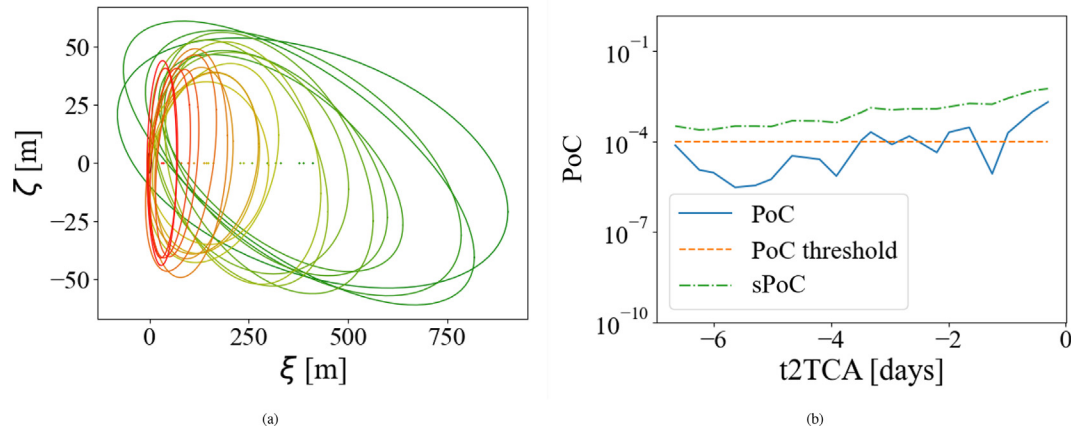 50
25
0
−25
−50
ζ [m]
0
250
500
750
ξ [m]
(a)
10⁻¹
10⁻⁴
10⁻⁷
10⁻¹⁰
PoC
PoC
PoC threshold
sPoC
−6
−4
−2
0
t2TCA [days]
(b)